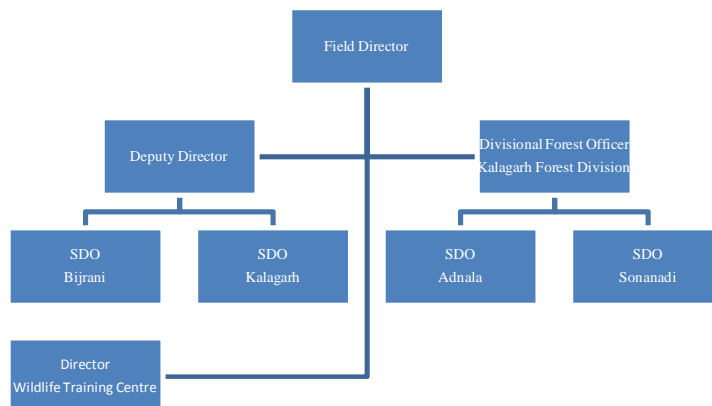 Field Director
Deputy Director
Divisional Forest Officer
Kalagarh Forest Division
SDO
Bijrani
SDO
Kalagarh
SDO
Adnala
SDO
Sonanadi
Director
Wildlife Training Centre